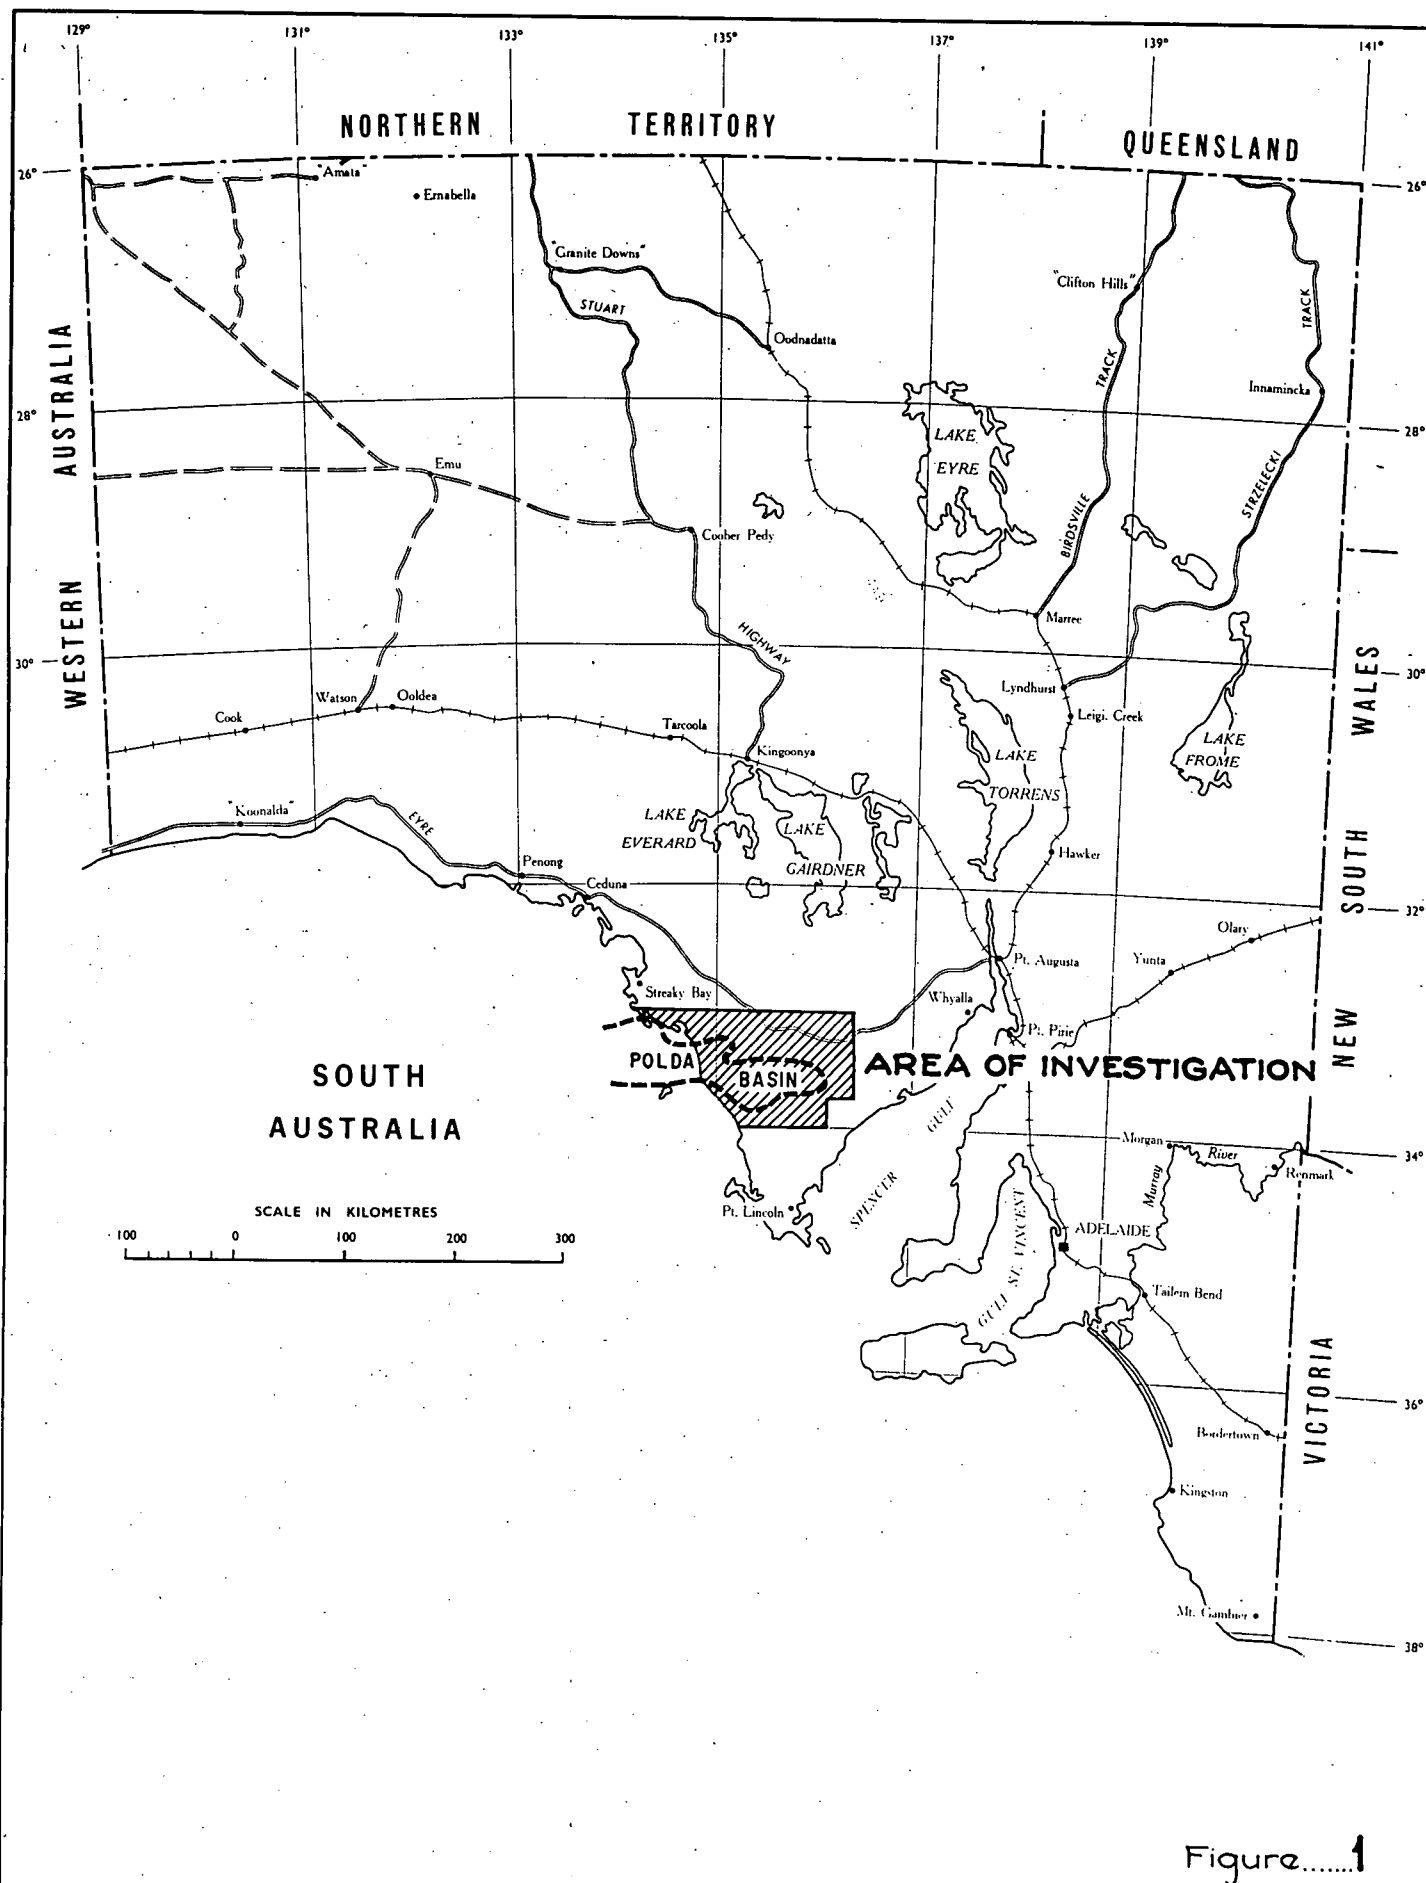 129° 131° 133° 135° 137° 139° 141°
NORTHERN TERRITORY
QUEENSLAND
26°
26°
"Amata"
Ernabella
"Granite Downs"
"Clifton Hills"
STUART
TRACK
Oodnadatta
TRACK
Innamincka
28°
28°
WESTERN AUSTRALIA
LAKE
EYRE
Emu
STRZELECKI
BIRDSVILLE
Coober Pedy
Marree
HIGHWAY
30°
30°
Lyndhurst
Watson
Ooldea
Cook
Tarcoola
Leigh Creek
Kingoonya
LAKE
FROME
LAKE
TORRENS
"Koonalda"
EYRE
LAKE
EVERARD
LAKE
GAIRDNER
Hawker
Penong
Ceduna
32°
NEW SOUTH WALES
Olary
Yunta
Pt. Augusta
Streaky Bay
Whyalla
Pt. Pirie
POLDA
BASIN
AREA OF INVESTIGATION
SOUTH
AUSTRALIA
SPENCER GULF
Morgan
River
Murray
Renmark
34°
Pt. Lincoln
SCALE IN KILOMETRES
100 0 100 200 300
GULF ST. VINCENT
ADELAIDE
Tailem Bend
VICTORIA
36°
Bordertown
Kingston
Mt. Gambier
38°
Figure.......1